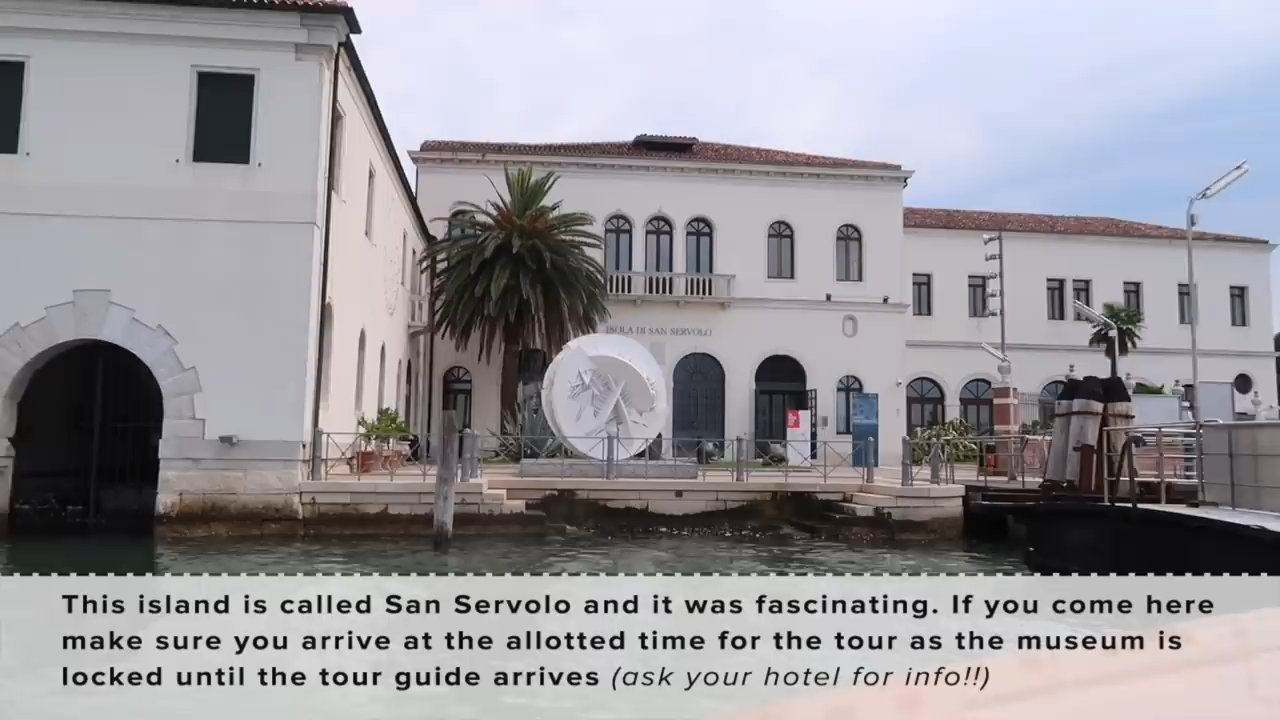 ISOLA DI SAN SERVOLO
This island is called San Servolo and it was fascinating. If you come here
make sure you arrive at the allotted time for the tour as the museum is
locked until the tour guide arrives (ask your hotel for info!!)